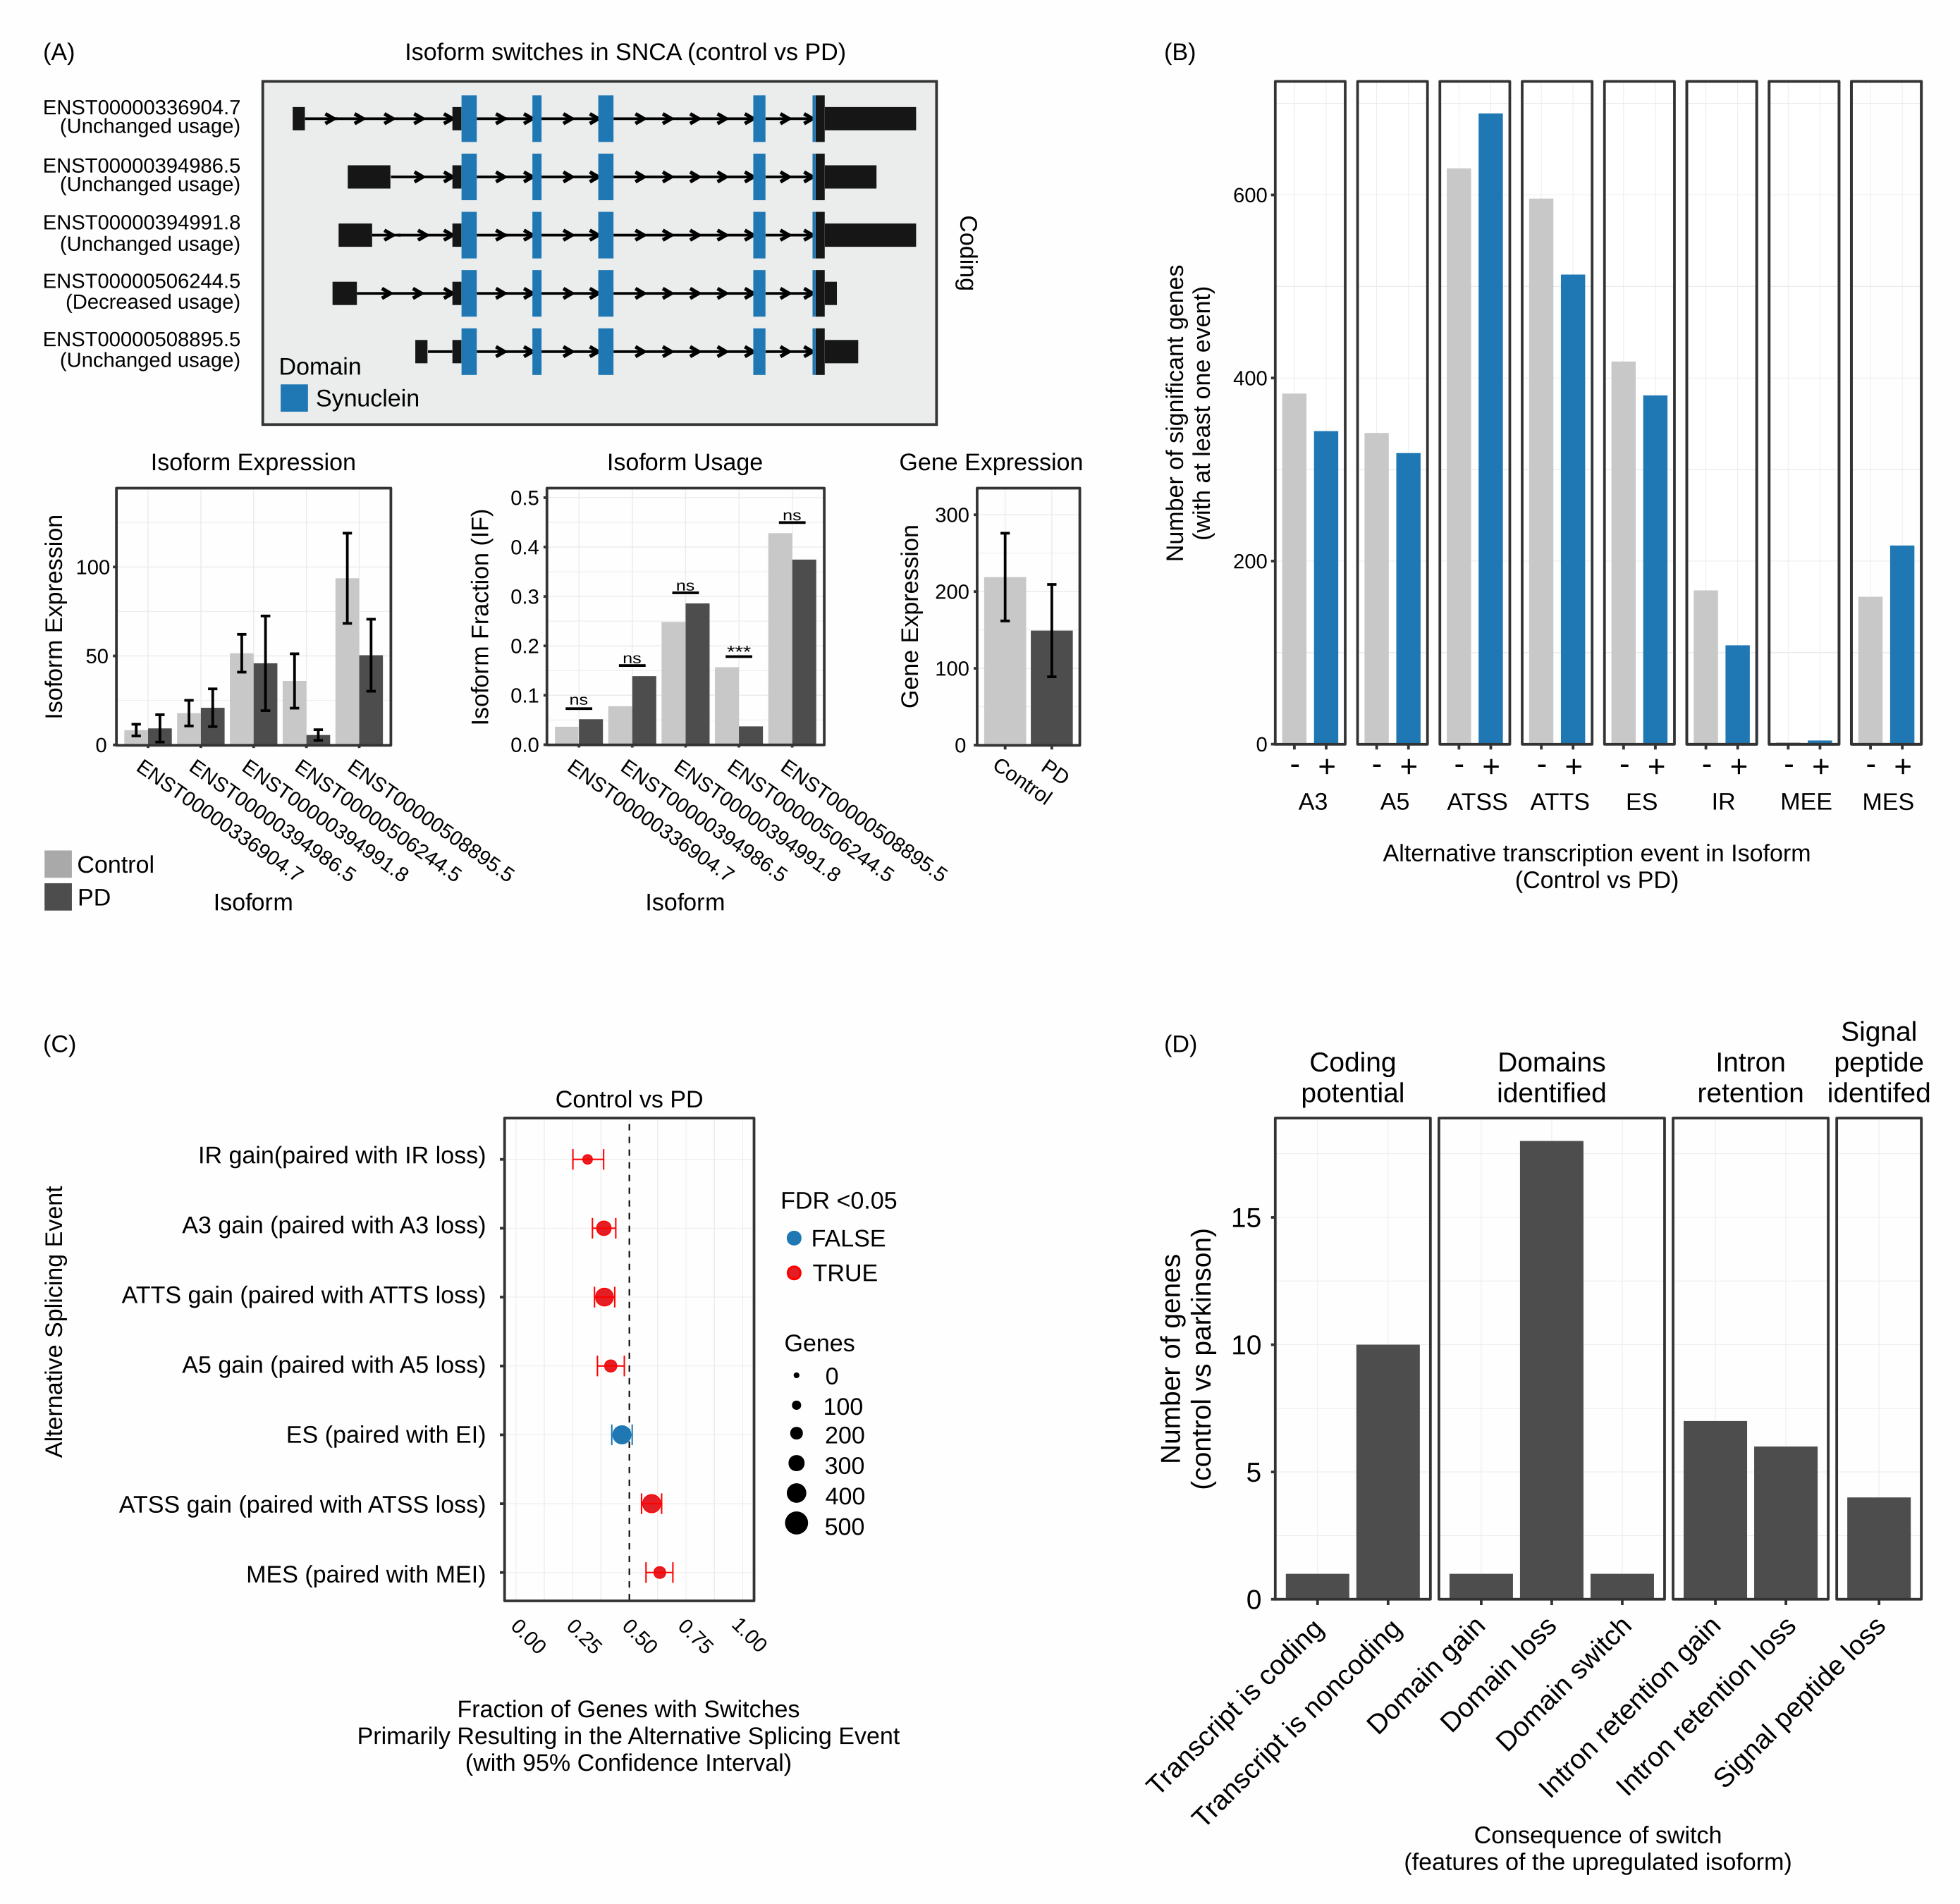 (A)
Isoform switches in SNCA (control vs PD)
ENST00000336904.7
(Unchanged usage)
ENST00000394986.5
(Unchanged usage)
ENST00000394991.8
(Unchanged usage)
ENST00000506244.5
(Decreased usage)
ENST00000508895.5
(Unchanged usage)
Coding
Domain
Synuclein
Isoform Expression
Isoform Expression
100
50
0
ENST0000336904.7
ENST0000394986.5
ENST0000394991.8
ENST0000506244.5
ENST0000508895.5
Isoform
Control
PD
Isoform Usage
Isoform Fraction (IF)
0.5
0.4
0.3
0.2
0.1
0.0
ns
ns
ns
***
ns
ENST0000336904.7
ENST0000394986.5
ENST0000394991.8
ENST0000506244.5
ENST0000508895.5
Isoform
Gene Expression
Gene Expression
300
200
100
0
Control
PD
(B)
Number of significant genes
(with at least one event)
600
400
200
0
- + - + - + - + - + - + - + - +
A3 A5 ATSS ATTS ES IR MEE MES
Alternative transcription event in Isoform
(Control vs PD)
(C)
Control vs PD
Alternative Splicing Event
IR gain(paired with IR loss)
A3 gain (paired with A3 loss)
ATTS gain (paired with ATTS loss)
A5 gain (paired with A5 loss)
ES (paired with EI)
ATSS gain (paired with ATSS loss)
MES (paired with MEI)
0.00 0.25 0.50 0.75 1.00
Fraction of Genes with Switches
Primarily Resulting in the Alternative Splicing Event
(with 95% Confidence Interval)
FDR <0.05
FALSE
TRUE
Genes
0
100
200
300
400
500
(D)
Coding
potential
Domains
identified
Intron
retention
Signal
peptide
identifed
Number of genes
(control vs parkinson)
15
10
5
0
Transcript is coding
Transcript is noncoding
Domain gain
Domain loss
Domain switch
Intron retention gain
Intron retention loss
Signal peptide loss
Consequence of switch
(features of the upregulated isoform)